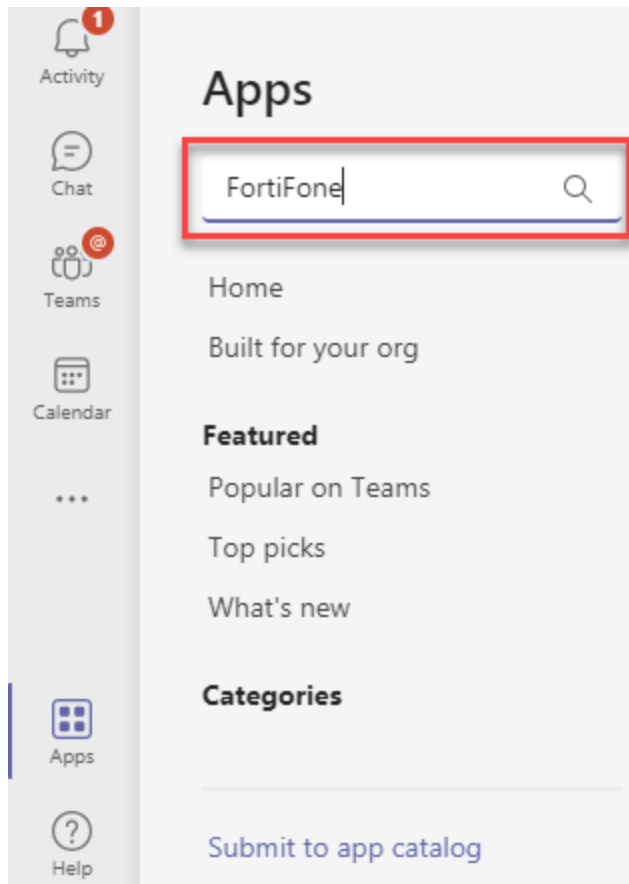 1
Activity
Chat
@
Teams
Calendar
Apps
Help
Apps
FortiFone
Home
Built for your org
Featured
Popular on Teams
Top picks
What's new
Categories
Submit to app catalog